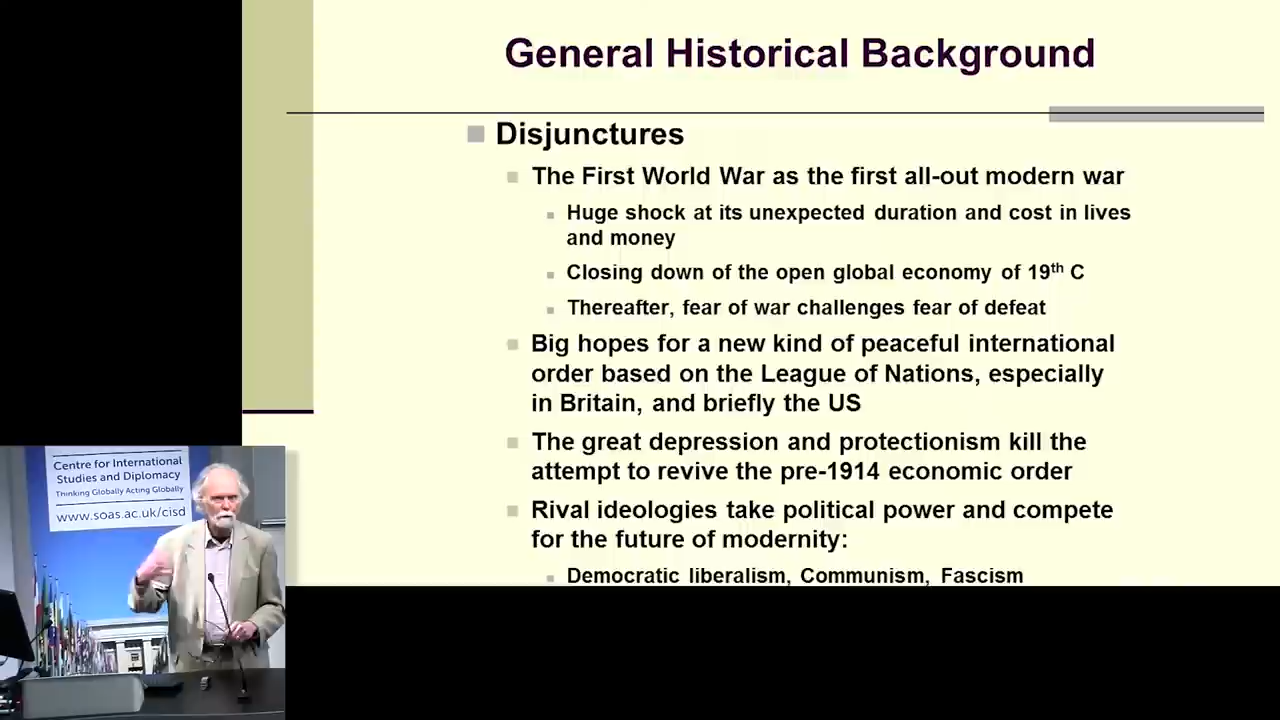 General Historical Background
Disjunctures
The First World War as the first all-out modern war
Huge shock at its unexpected duration and cost in lives
and money
Closing down of the open global economy of 19th C
Thereafter, fear of war challenges fear of defeat
Big hopes for a new kind of peaceful international
order based on the League of Nations, especially
in Britain, and briefly the US
The great depression and protectionism kill the
attempt to revive the pre-1914 economic order
Rival ideologies take political power and compete
for the future of modernity:
Democratic liberalism, Communism, Fascism
Centre for International
Studies and Diplomacy
Thinking Globally Acting Globally
www.soas.ac.uk/cisd